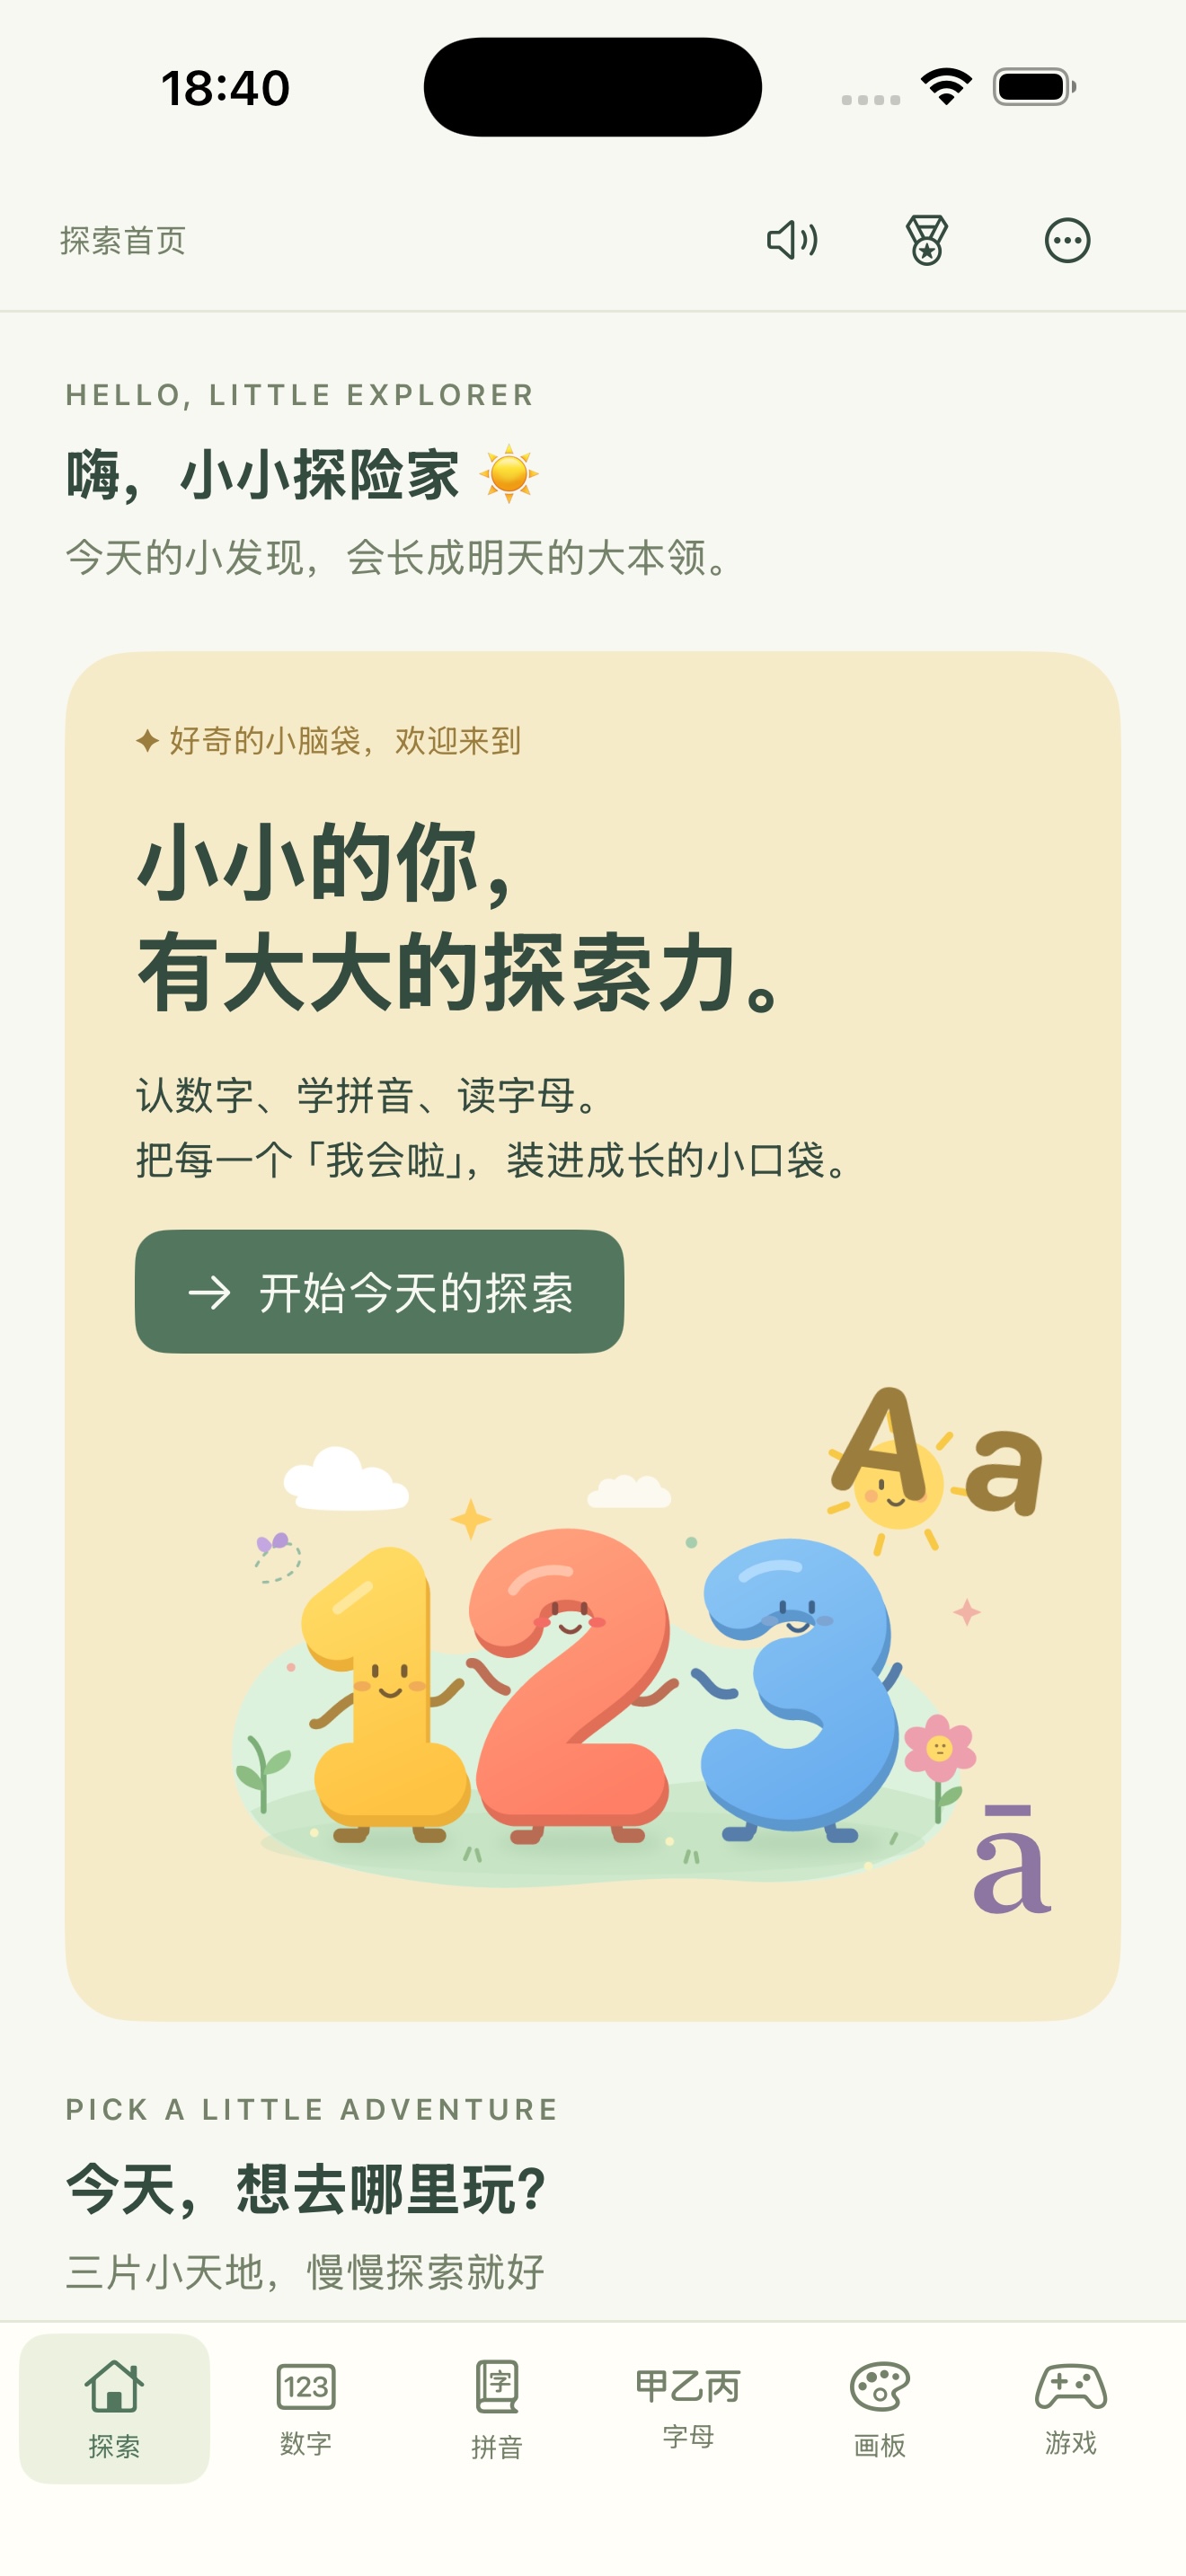 18:40
探索首页
HELLO, LITTLE EXPLORER
嗨，小小探险家 ☀️
今天的小发现，会长成明天的大本领。
✦ 好奇的小脑袋，欢迎来到
小小的你，
有大大的探索力。
认数字、学拼音、读字母。
把每一个「我会啦」，装进成长的小口袋。
→ 开始今天的探索
A a
1 2 3
ā
PICK A LITTLE ADVENTURE
今天，想去哪里玩?
三片小天地，慢慢探索就好
123 字 甲乙丙
探索 数字 拼音 字母 画板 游戏